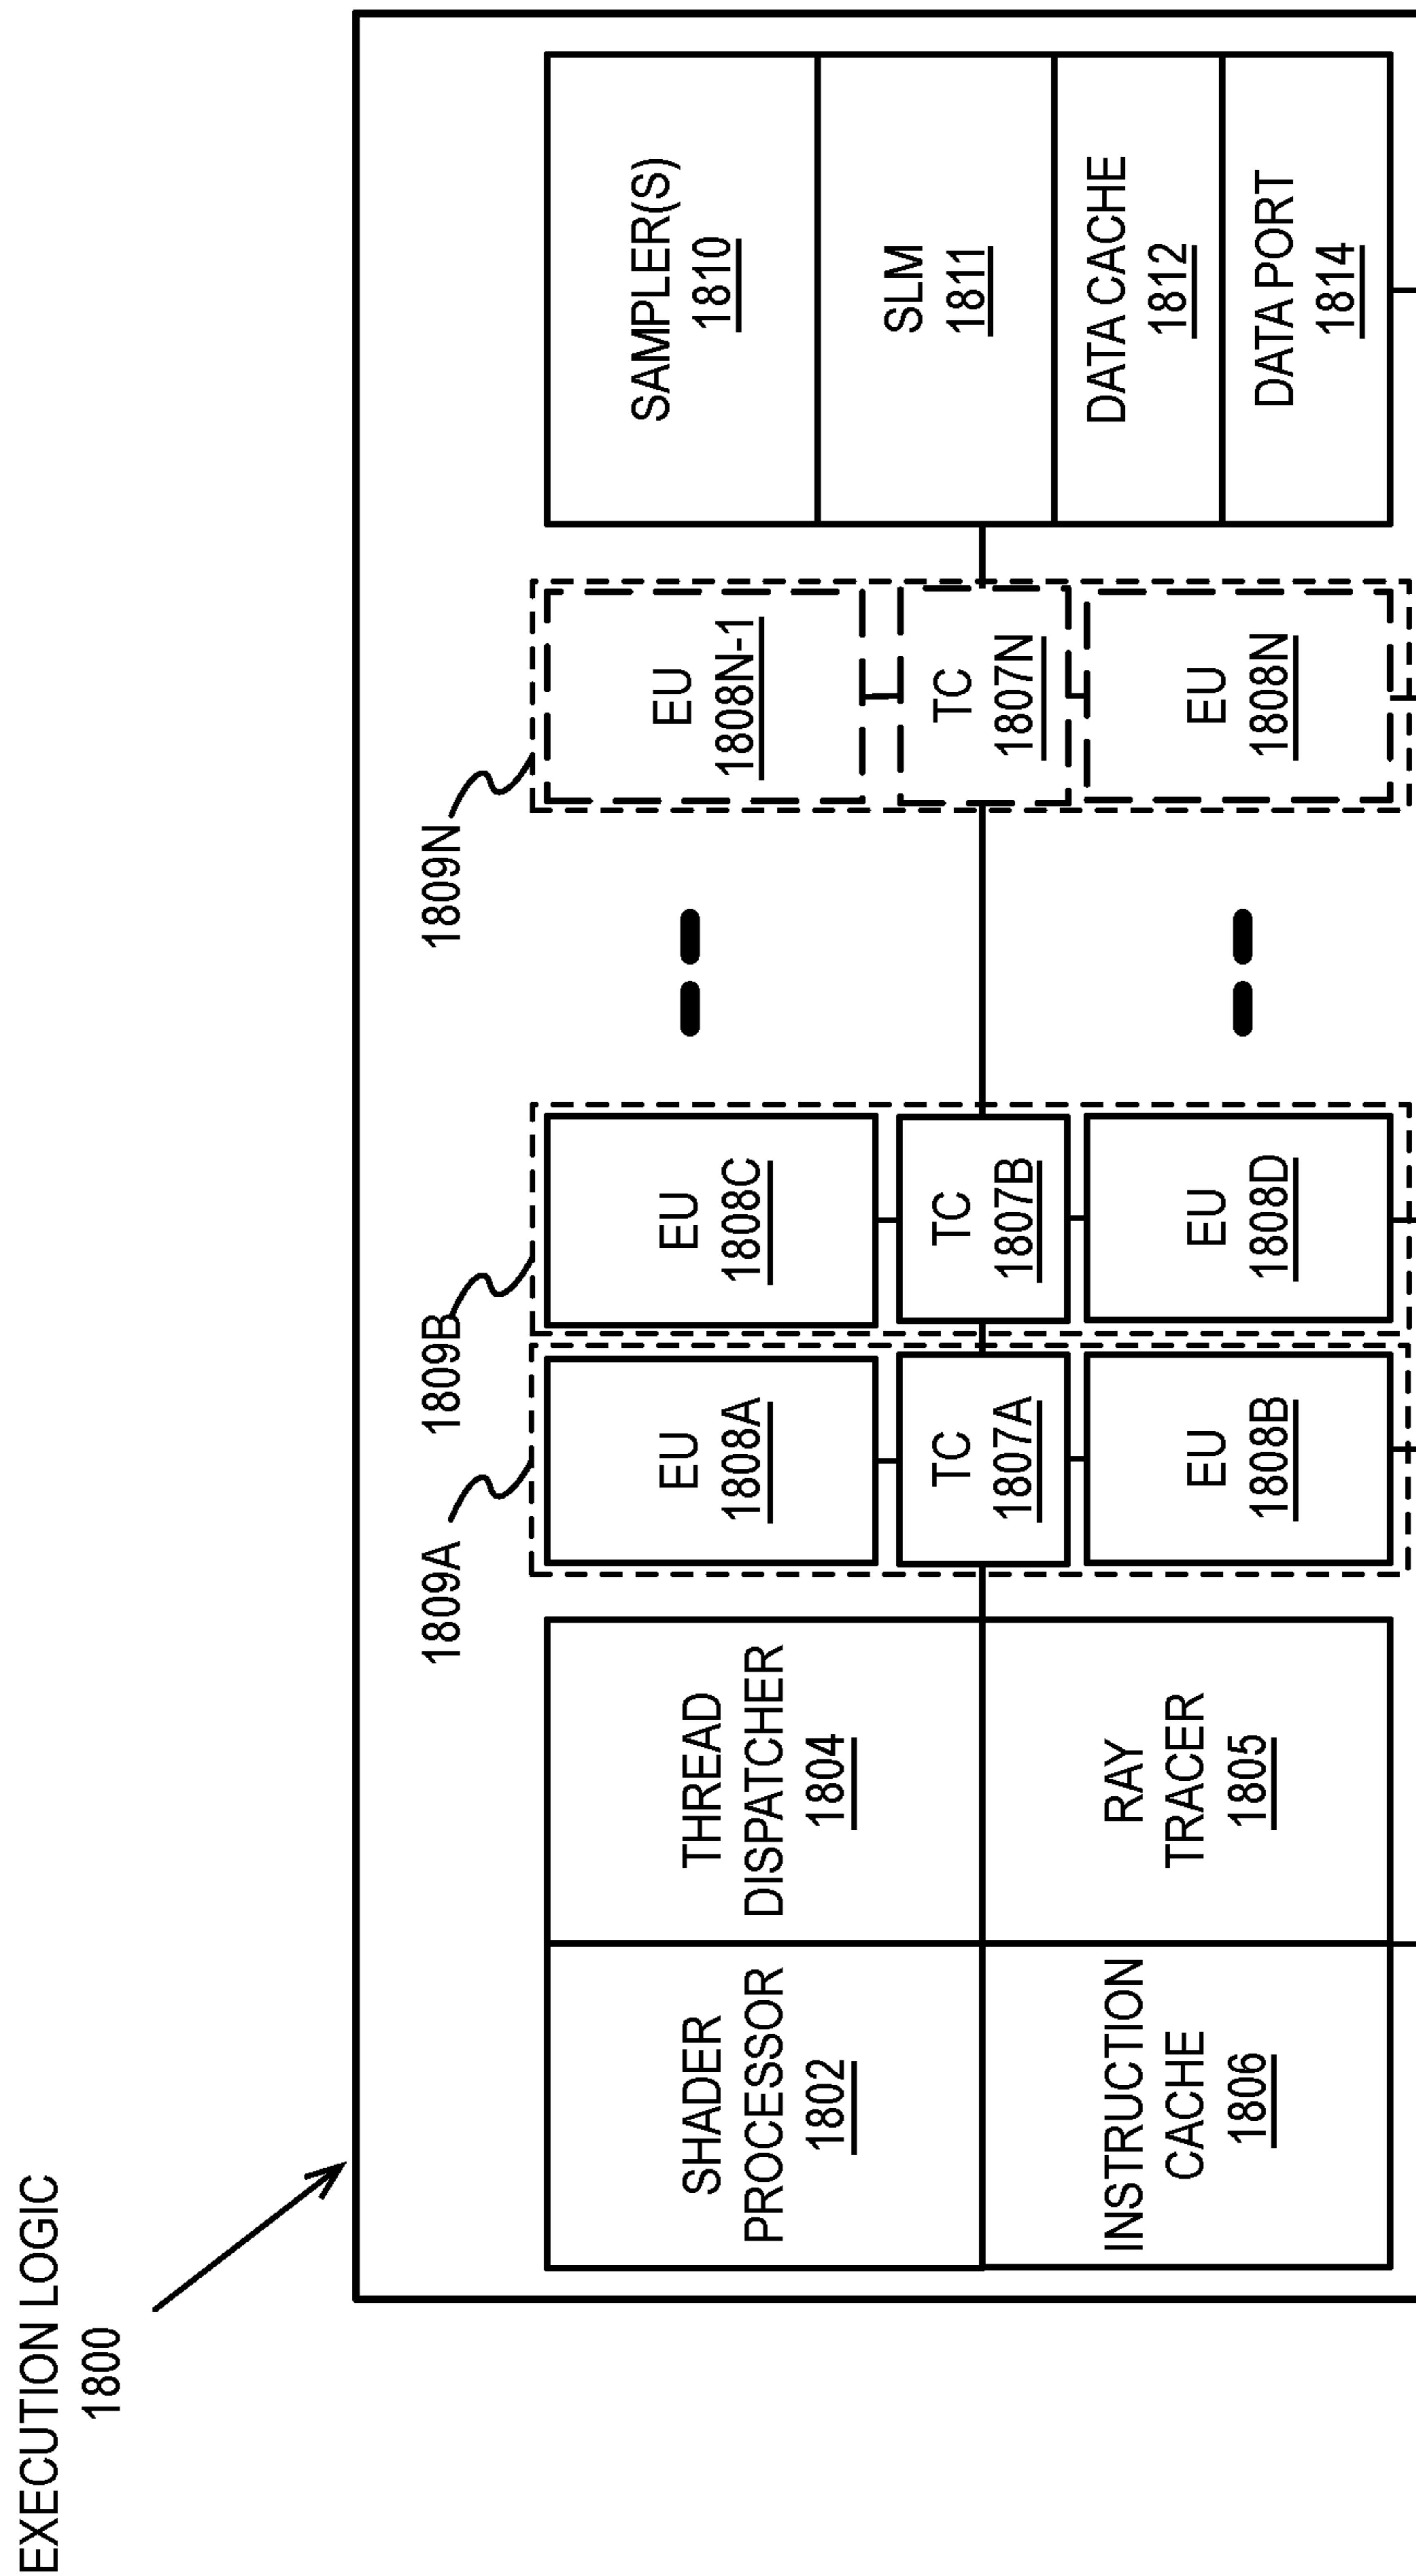 EXECUTION LOGIC
1800
1809A
1809B
1809N
SHADER
PROCESSOR
1802
THREAD
DISPATCHER
1804
EU
1808A
EU
1808C
EU
1808N-1
SAMPLER(S)
1810
SLM
1811
TC
1807A
TC
1807B
TC
1807N
INSTRUCTION
CACHE
1806
RAY
TRACER
1805
EU
1808B
EU
1808D
EU
1808N
DATA CACHE
1812
DATA PORT
1814